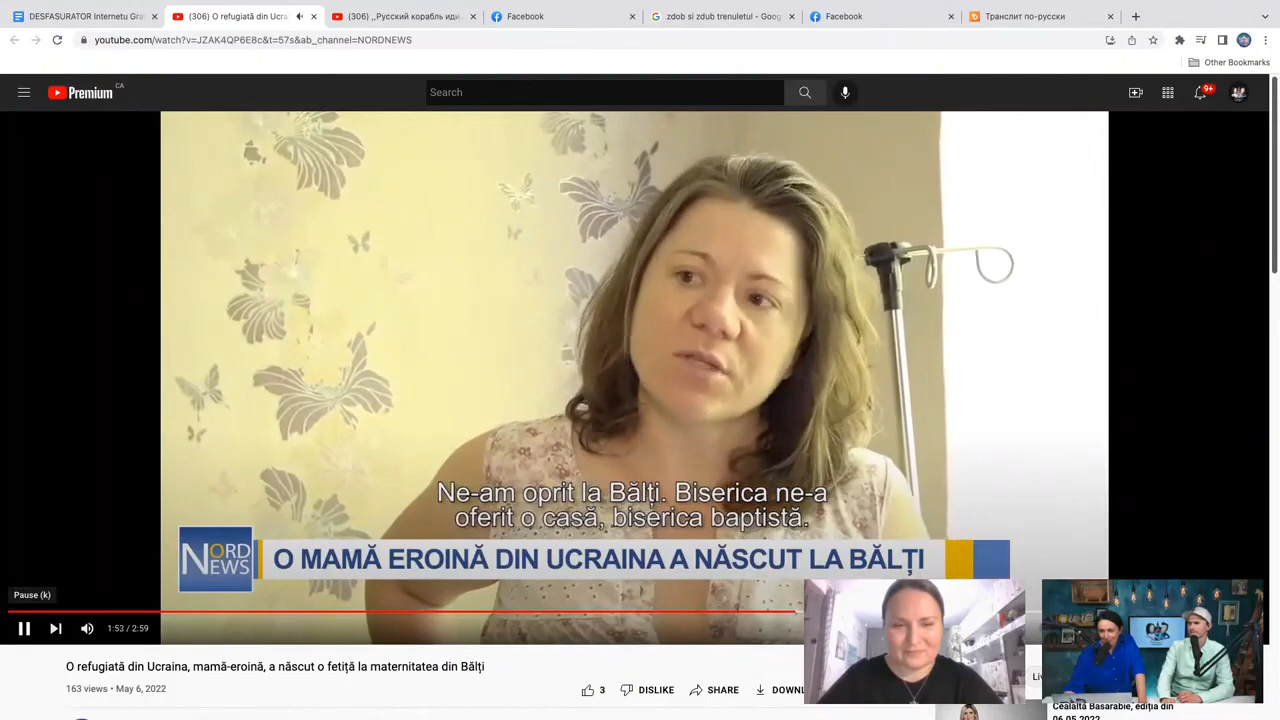 DESFASURATOR Internetu Gra
(306) O refugiată din Ucra
(306) ,,Русский корабль иди
Facebook
zdob si zdub trenuletul - Goog
Facebook
Транслит по-русски
youtube.com/watch?v=JZAK4QP6E8c&t=57s&ab_channel=NORDNEWS
Other Bookmarks
Premium CA
Search
9+
Ne-am oprit la Bălți. Biserica ne-a
oferit o casă, biserica baptistă.
NORD
NEWS
O MAMĂ EROINĂ DIN UCRAINA A NĂSCUT LA BĂLȚI
Pause (k)
1:53 / 2:59
O refugiată din Ucraina, mamă-eroină, a născut o fetiță la maternitatea din Bălți
163 views • May 6, 2022
3
DISLIKE
SHARE
DOWNL
Cealaltă Basarabie, ediția din
06.05.2022